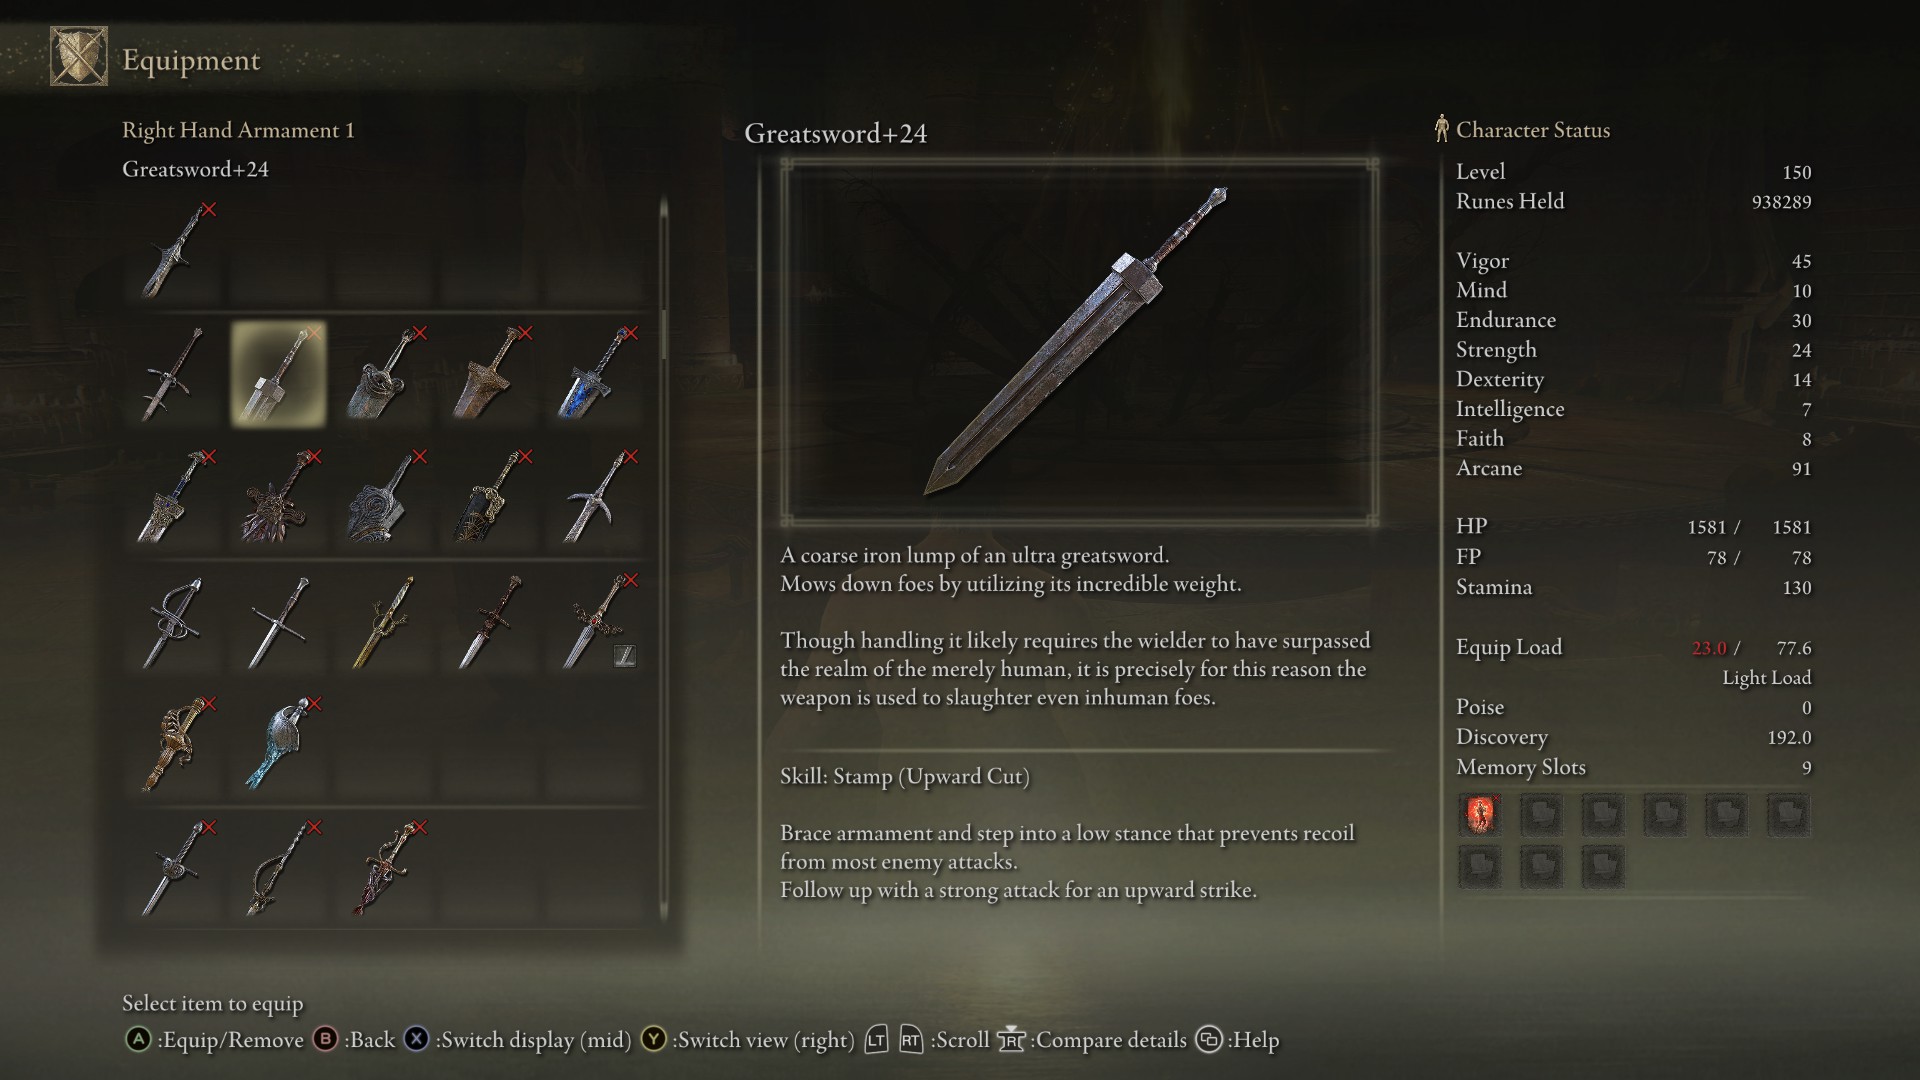 Equipment
Right Hand Armament 1
Greatsword+24
Greatsword+24
A coarse iron lump of an ultra greatsword.
Mows down foes by utilizing its incredible weight.
Though handling it likely requires the wielder to have surpassed
the realm of the merely human, it is precisely for this reason the
weapon is used to slaughter even inhuman foes.
Skill: Stamp (Upward Cut)
Brace armament and step into a low stance that prevents recoil
from most enemy attacks.
Follow up with a strong attack for an upward strike.
Character Status
Level 150
Runes Held 938289
Vigor 45
Mind 10
Endurance 30
Strength 24
Dexterity 14
Intelligence 7
Faith 8
Arcane 91
HP 1581 / 1581
FP 78 / 78
Stamina 130
Equip Load 23.0 / 77.6
Light Load
Poise 0
Discovery 192.0
Memory Slots 9
Select item to equip
A :Equip/Remove B :Back X :Switch display (mid) Y :Switch view (right) LT RT :Scroll R :Compare details :Help